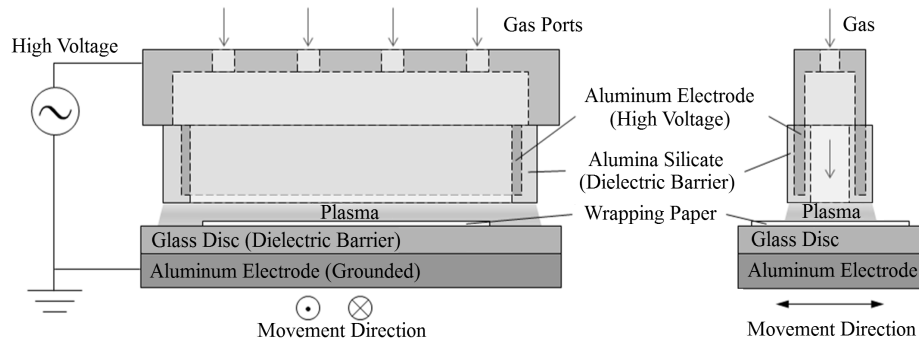 Gas Ports
Gas
High Voltage
Aluminum Electrode
(High Voltage)
Alumina Silicate
(Dielectric Barrier)
Wrapping Paper
Plasma
Plasma
Glass Disc (Dielectric Barrier)
Glass Disc
Aluminum Electrode (Grounded)
Aluminum Electrode
Movement Direction
Movement Direction